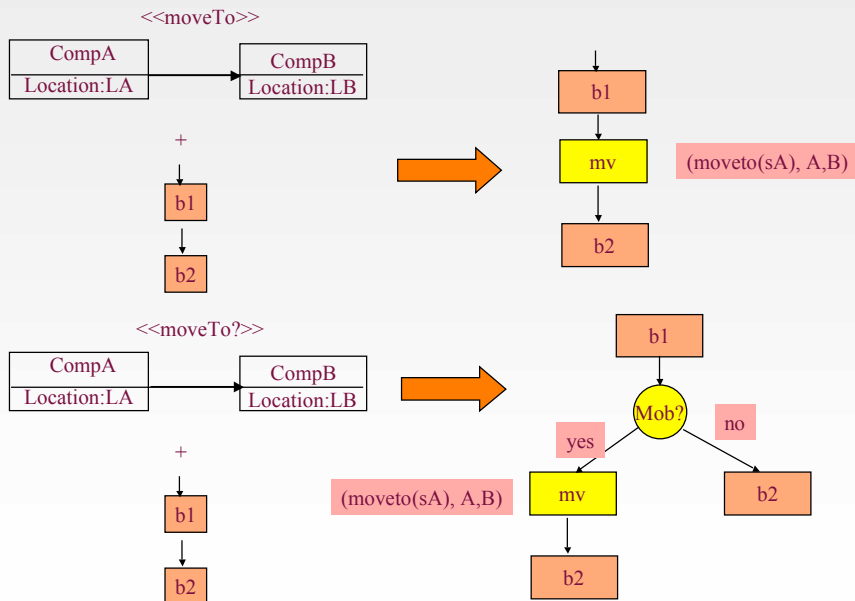 <<moveTo>>
CompA
Location:LA
CompB
Location:LB
+
b1
b2
b1
mv
(moveto(sA), A,B)
b2
<<moveTo?>>
CompA
Location:LA
CompB
Location:LB
+
b1
b2
b1
Mob?
yes
no
(moveto(sA), A,B)
mv
b2
b2